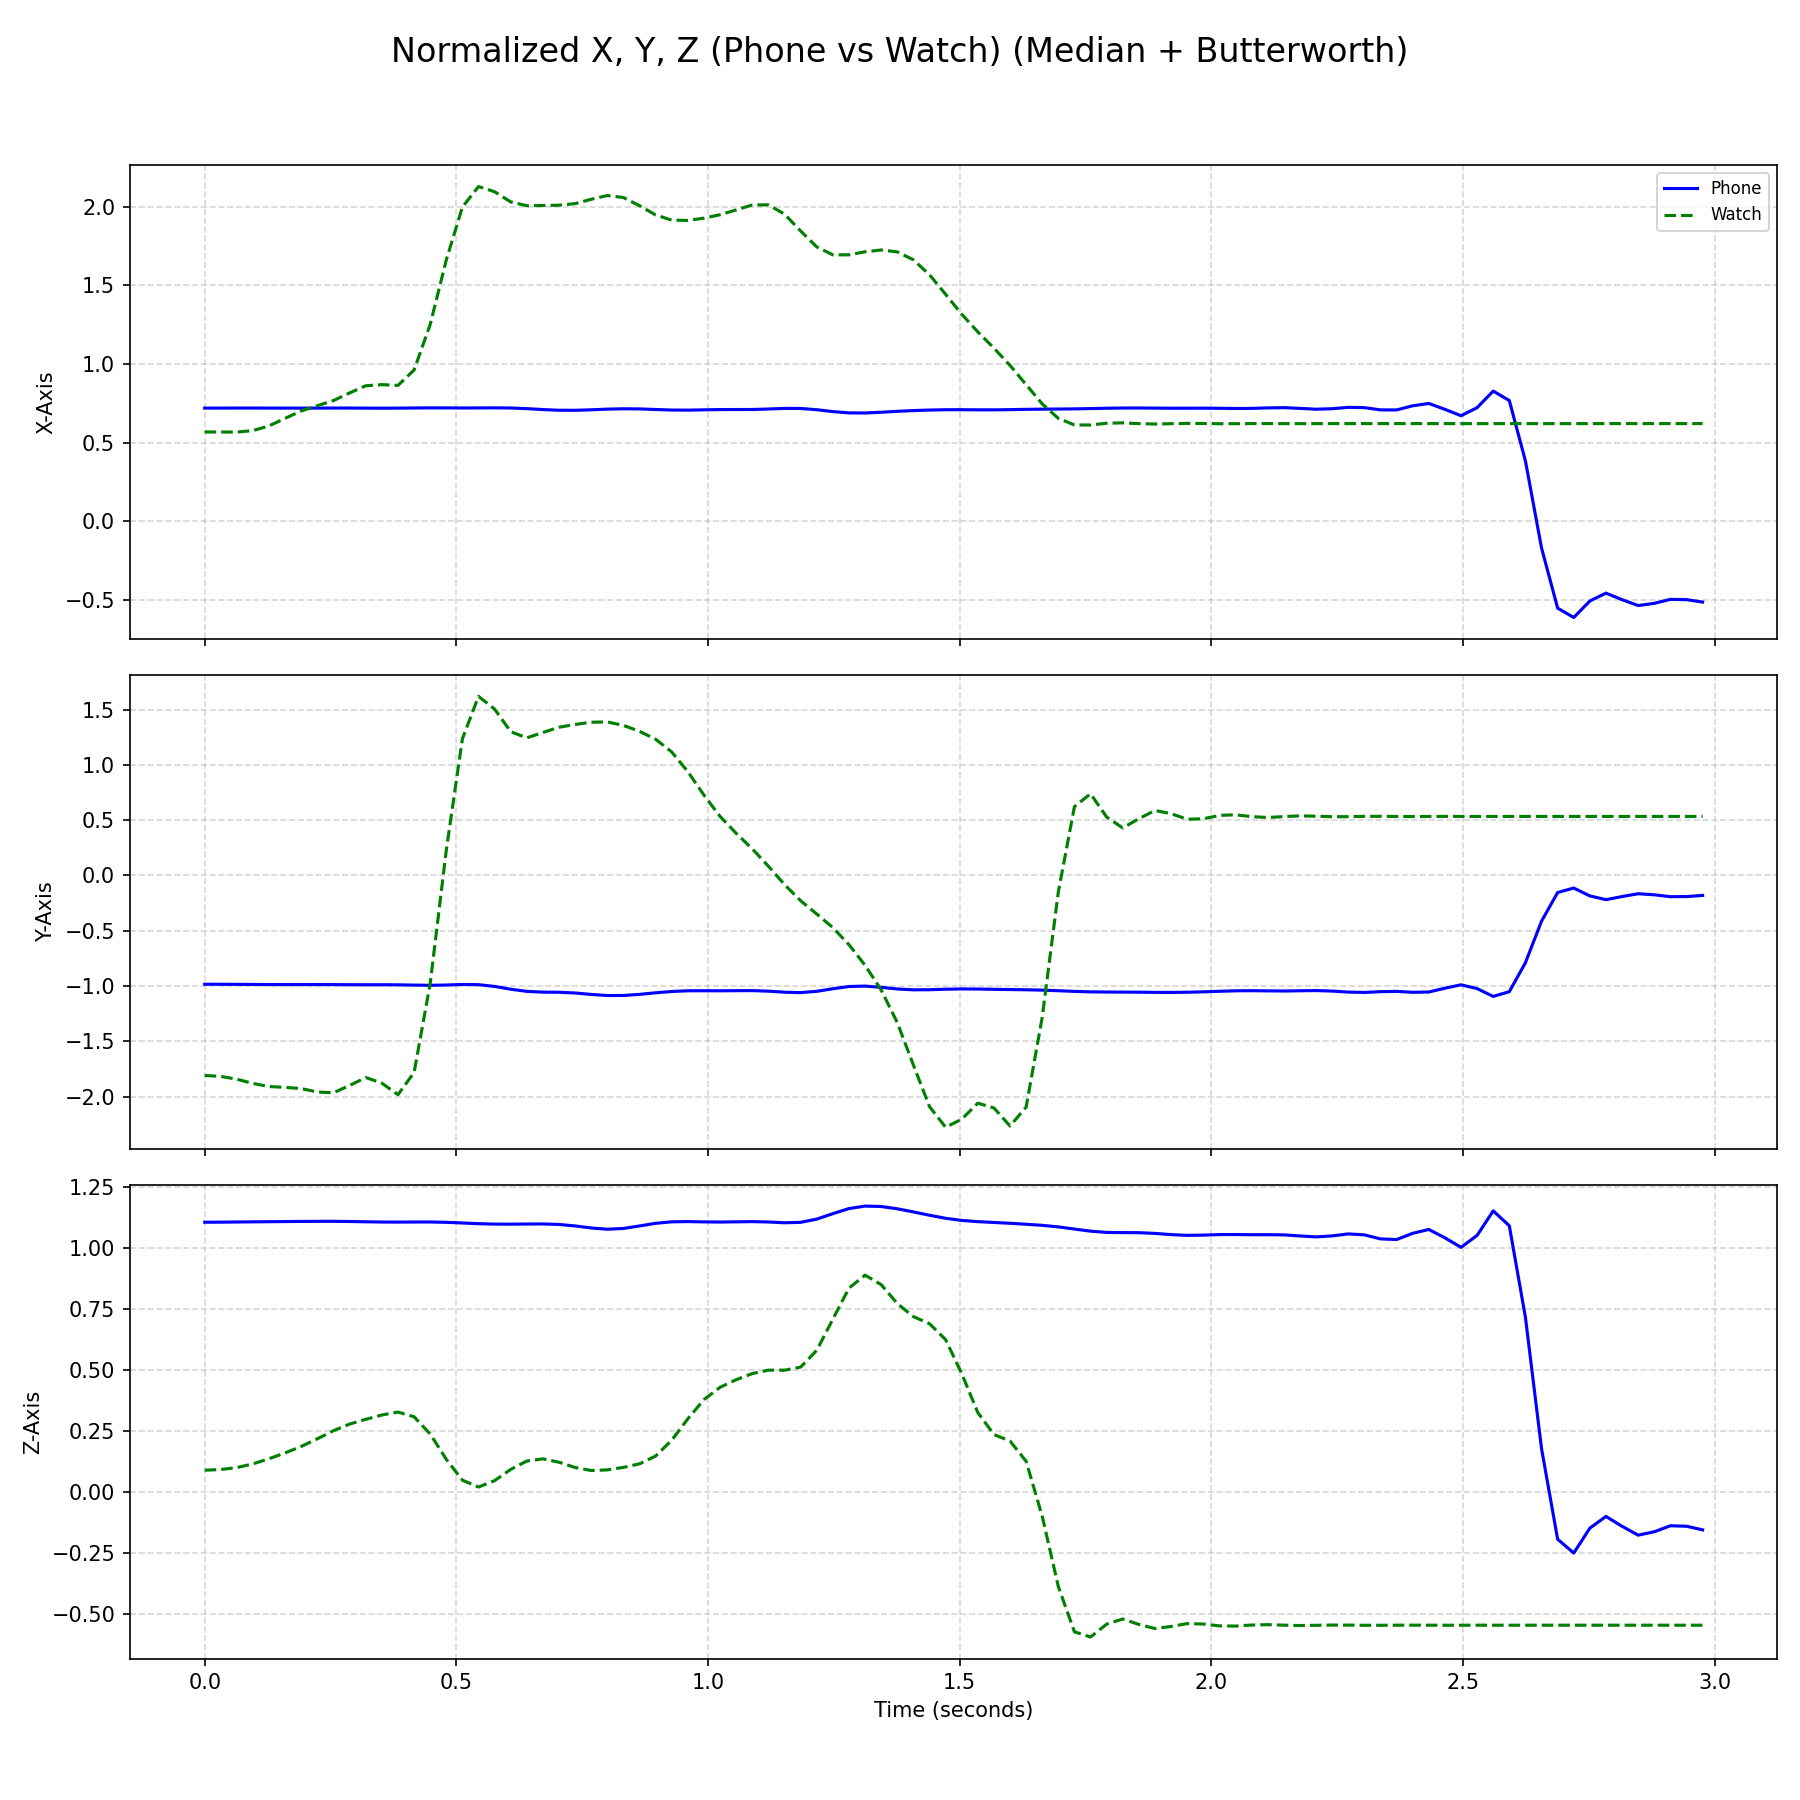 Normalized X, Y, Z (Phone vs Watch) (Median + Butterworth)
Phone
Watch
2.0
1.5
1.0
0.5
0.0
−0.5
X-Axis
1.5
1.0
0.5
0.0
−0.5
−1.0
−1.5
−2.0
Y-Axis
1.25
1.00
0.75
0.50
0.25
0.00
−0.25
−0.50
Z-Axis
0.0 0.5 1.0 1.5 2.0 2.5 3.0
Time (seconds)